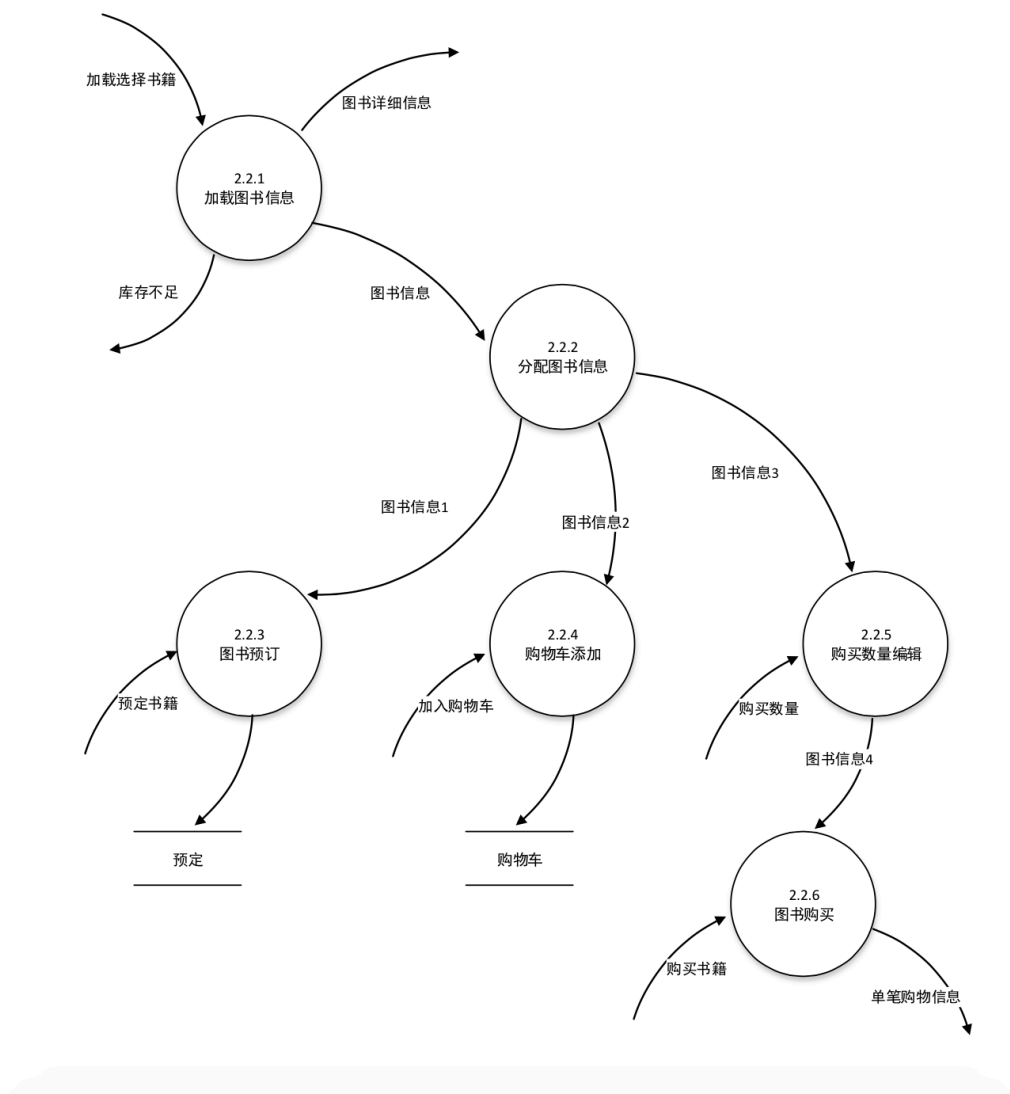 加载选择书籍
图书详细信息
2.2.1
加载图书信息
库存不足
图书信息
2.2.2
分配图书信息
图书信息3
图书信息1
图书信息2
2.2.3
图书预订
2.2.4
购物车添加
2.2.5
购买数量编辑
预定书籍
加入购物车
购买数量
图书信息4
预定
购物车
2.2.6
图书购买
购买书籍
单笔购物信息